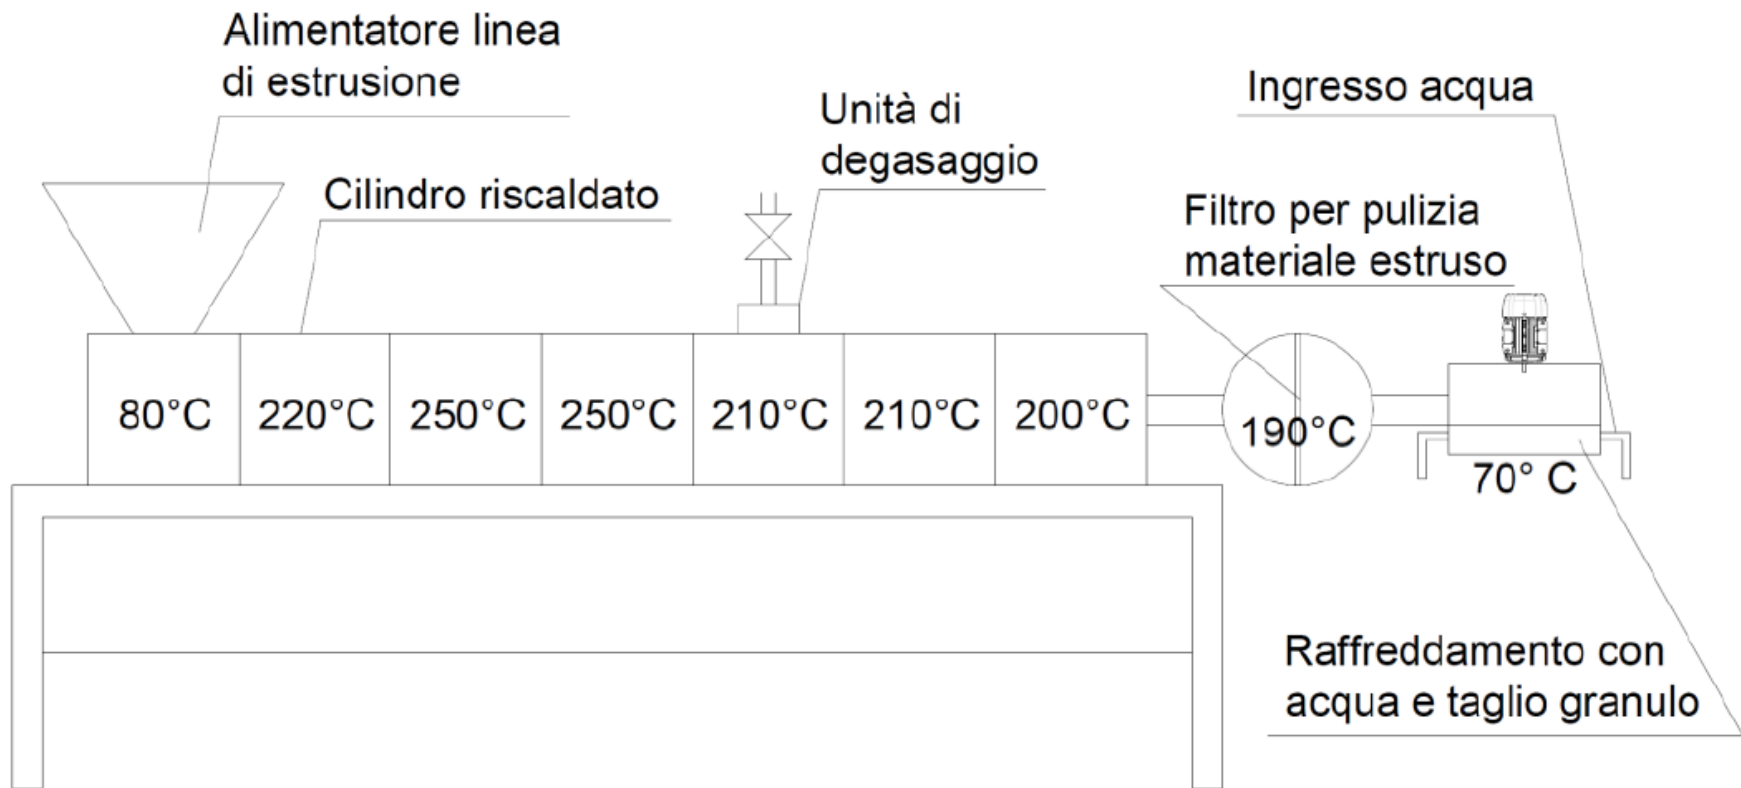 Alimentatore linea
di estrusione
Cilindro riscaldato
Unità di
degasaggio
Ingresso acqua
Filtro per pulizia
materiale estruso
80°C
220°C
250°C
250°C
210°C
210°C
200°C
190°C
70° C
Raffreddamento con
acqua e taglio granulo